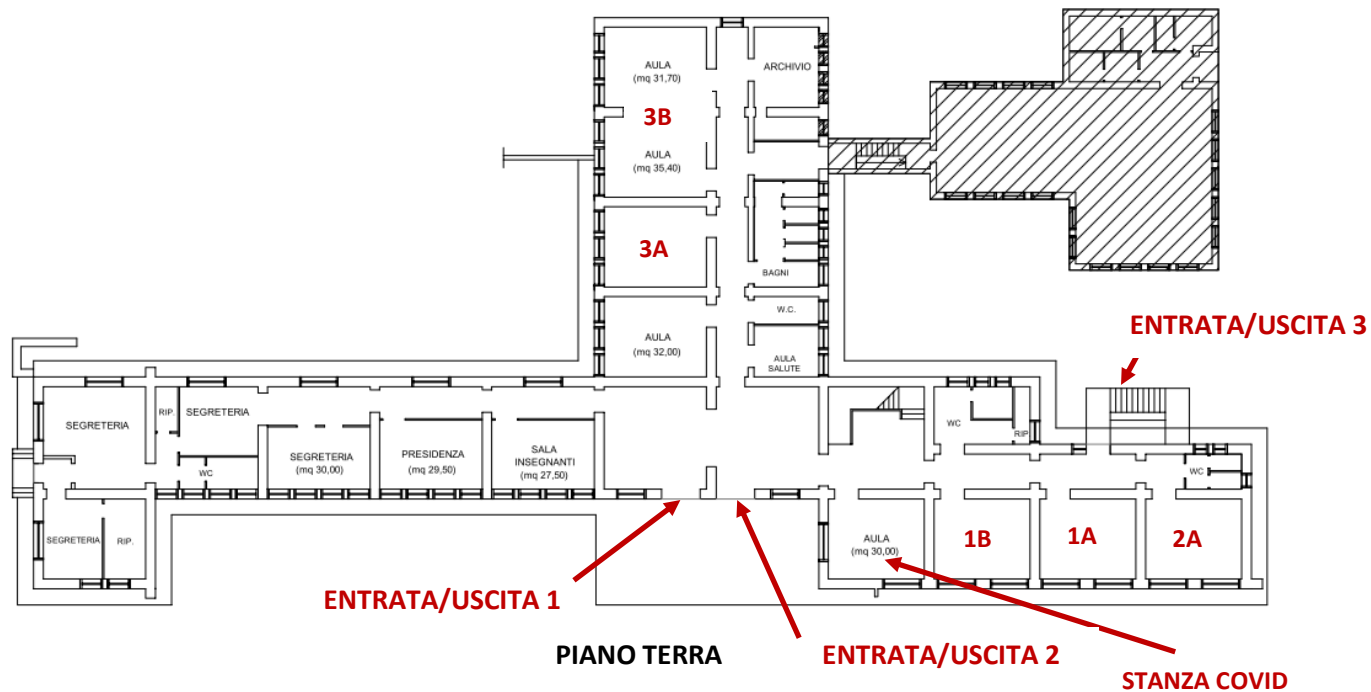 AULA
(mq 31,70)
ARCHIVIO
3B
AULA
(mq 35,40)
3A
BAGNI
W.C.
AULA
(mq 32,00)
AULA
SALUTE
ENTRATA/USCITA 3
SEGRETERIA
RIP.
SEGRETERIA
WC
SEGRETERIA
(mq 30,00)
PRESIDENZA
(mq 29,50)
SALA
INSEGNANTI
(mq 27,50)
WC
RIP
WC
SEGRETERIA
RIP.
AULA
(mq 30,00)
1B
1A
2A
ENTRATA/USCITA 1
PIANO TERRA
ENTRATA/USCITA 2
STANZA COVID